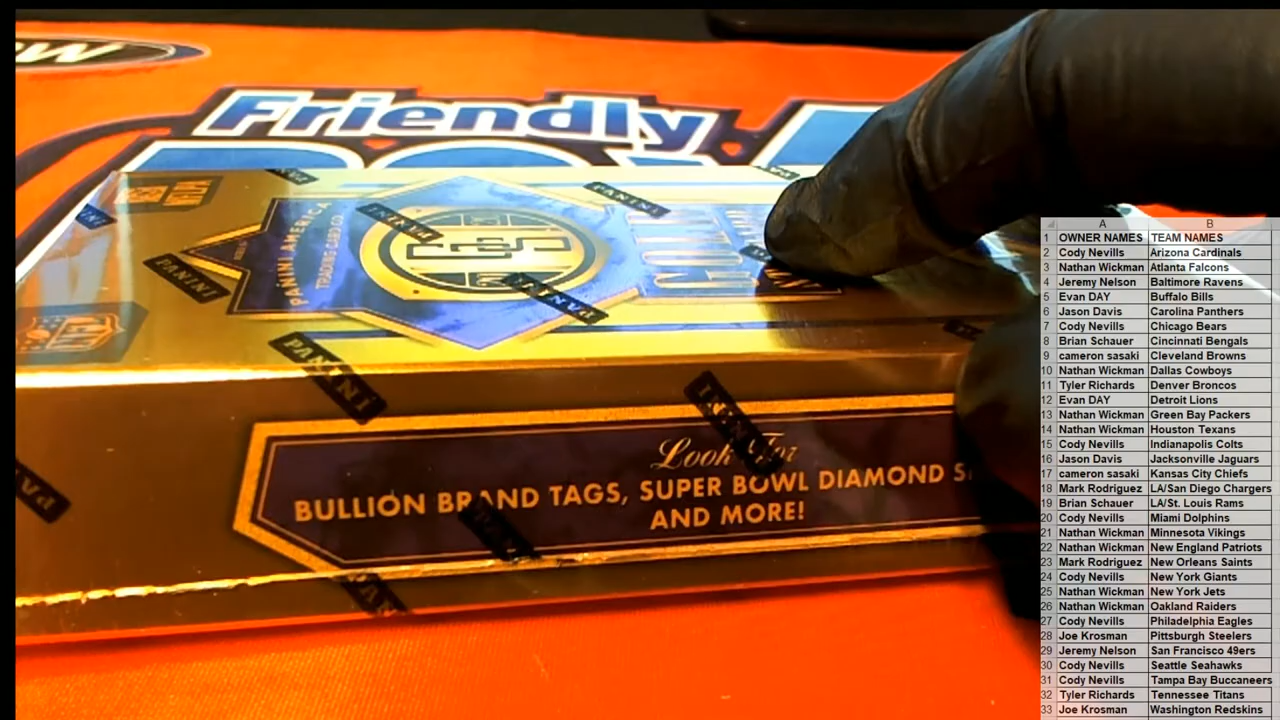 Friendly
PANINI AMERICA
TRADING CARD CO.
GOLD
PANINI
PANINI
PANINI
PANINI
PANINI
NFL
Look For
BULLION BRAND TAGS, SUPER BOWL DIAMOND
AND MORE!
A B
1 OWNER NAMES TEAM NAMES
2 Cody Nevills Arizona Cardinals
3 Nathan Wickman Atlanta Falcons
4 Jeremy Nelson Baltimore Ravens
5 Evan DAY Buffalo Bills
6 Jason Davis Carolina Panthers
7 Cody Nevills Chicago Bears
8 Brian Schauer Cincinnati Bengals
9 cameron sasaki Cleveland Browns
10 Nathan Wickman Dallas Cowboys
11 Tyler Richards Denver Broncos
12 Evan DAY Detroit Lions
13 Nathan Wickman Green Bay Packers
14 Nathan Wickman Houston Texans
15 Cody Nevills Indianapolis Colts
16 Jason Davis Jacksonville Jaguars
17 cameron sasaki Kansas City Chiefs
18 Mark Rodriguez LA/San Diego Chargers
19 Brian Schauer LA/St. Louis Rams
20 Cody Nevills Miami Dolphins
21 Nathan Wickman Minnesota Vikings
22 Nathan Wickman New England Patriots
23 Mark Rodriguez New Orleans Saints
24 Cody Nevills New York Giants
25 Nathan Wickman New York Jets
26 Nathan Wickman Oakland Raiders
27 Cody Nevills Philadelphia Eagles
28 Joe Krosman Pittsburgh Steelers
29 Jeremy Nelson San Francisco 49ers
30 Cody Nevills Seattle Seahawks
31 Cody Nevills Tampa Bay Buccaneers
32 Tyler Richards Tennessee Titans
33 Joe Krosman Washington Redskins